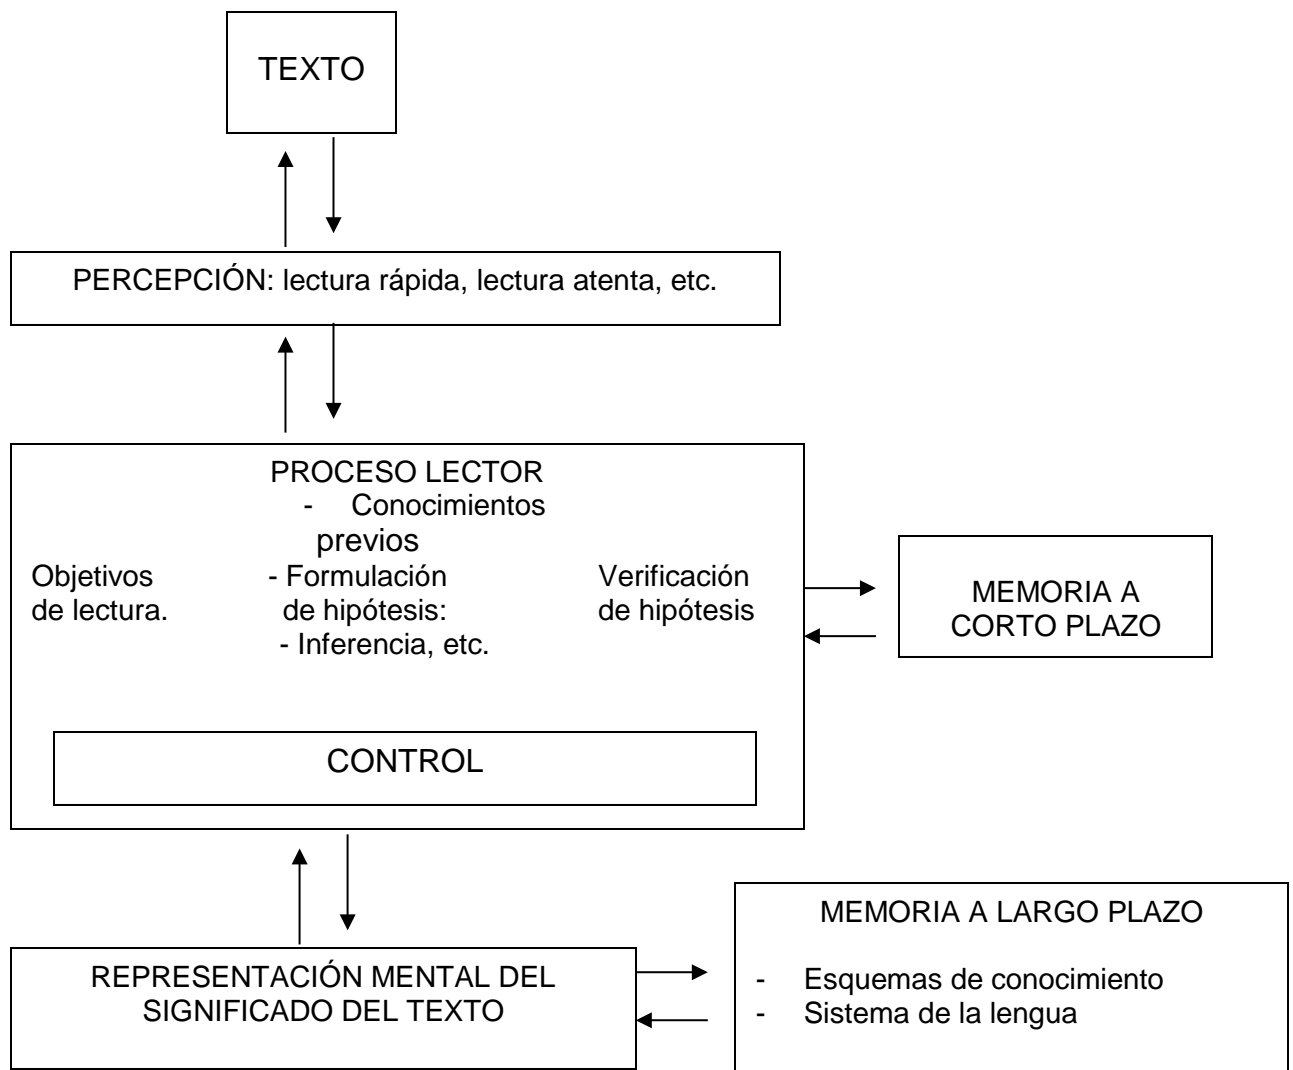 TEXTO
PERCEPCIÓN: lectura rápida, lectura atenta, etc.
PROCESO LECTOR
- Conocimientos
previos
Objetivos - Formulación Verificación
de lectura. de hipótesis: de hipótesis
- Inferencia, etc.
MEMORIA A
CORTO PLAZO
CONTROL
MEMORIA A LARGO PLAZO
- Esquemas de conocimiento
- Sistema de la lengua
REPRESENTACIÓN MENTAL DEL
SIGNIFICADO DEL TEXTO